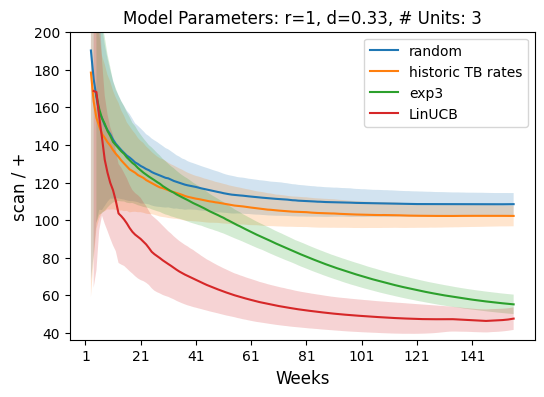 Model Parameters: r=1, d=0.33, # Units: 3
200
180
160
140
120
100
80
60
40
scan / +
random
historic TB rates
exp3
LinUCB
1 21 41 61 81 101 121 141
Weeks